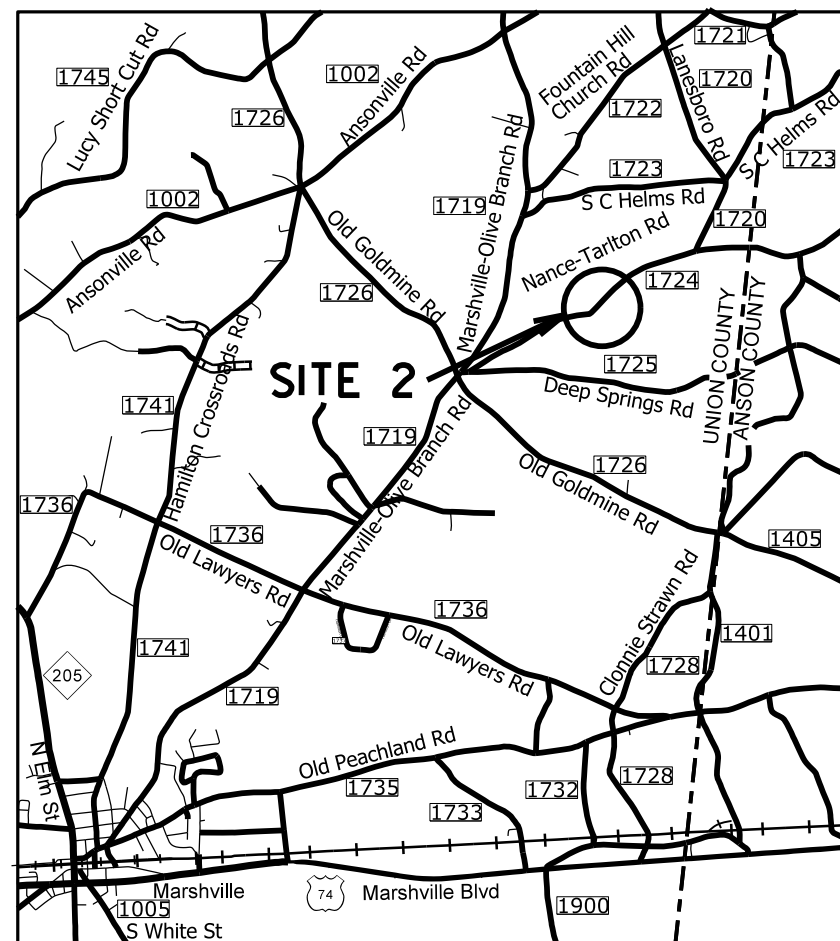 1721
Lucy Short Cut Rd
1745
1002
Ansonville Rd
Fountain Hill
Church Rd
Lanesboro Rd
1720
1726
1722
S C Helms Rd
1723
1723
1002
Marshville-Olive Branch Rd
1719
S C Helms Rd
1720
Ansonville Rd
Old Goldmine Rd
Nance-Tarlton Rd
1726
1724
UNION COUNTY
ANSON COUNTY
Hamilton Crossroads Rd
SITE 2
1725
Deep Springs Rd
1741
1719
Marshville-Olive Branch Rd
Old Goldmine Rd
1726
1736
1736
Old Lawyers Rd
1405
Clonnie Strawn Rd
1736
Old Lawyers Rd
1401
1741
1728
205
1719
N Elm St
Old Peachland Rd
1735
1733
1732
1728
Marshville
74
Marshville Blvd
1005
1900
S White St